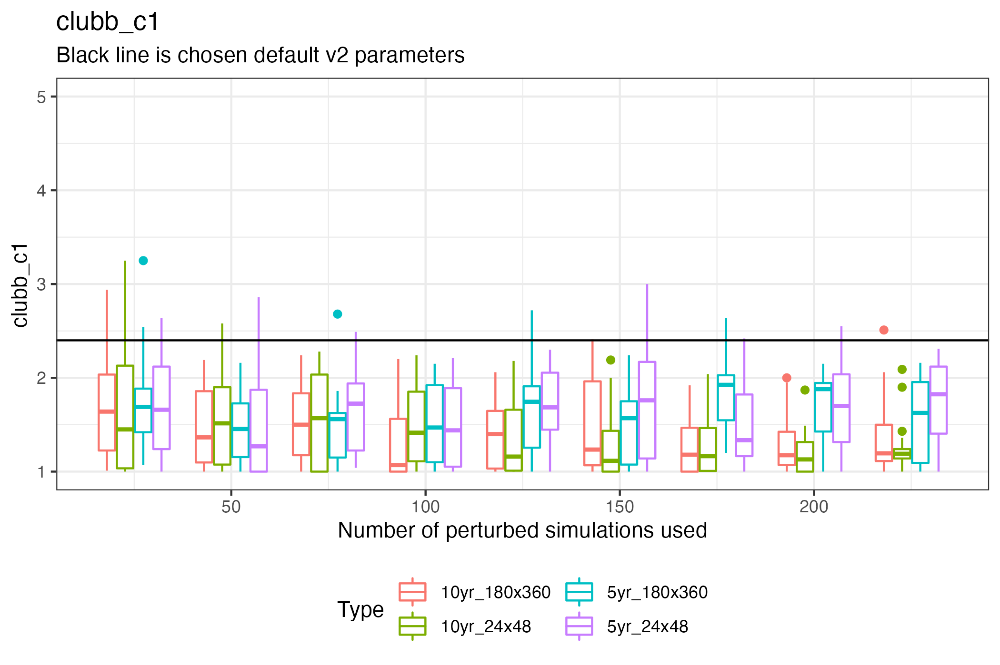 clubb_c1
Black line is chosen default v2 parameters
clubb_c1
5
4
3
2
1
50 100 150 200
Number of perturbed simulations used
Type
10yr_180x360 5yr_180x360
10yr_24x48 5yr_24x48